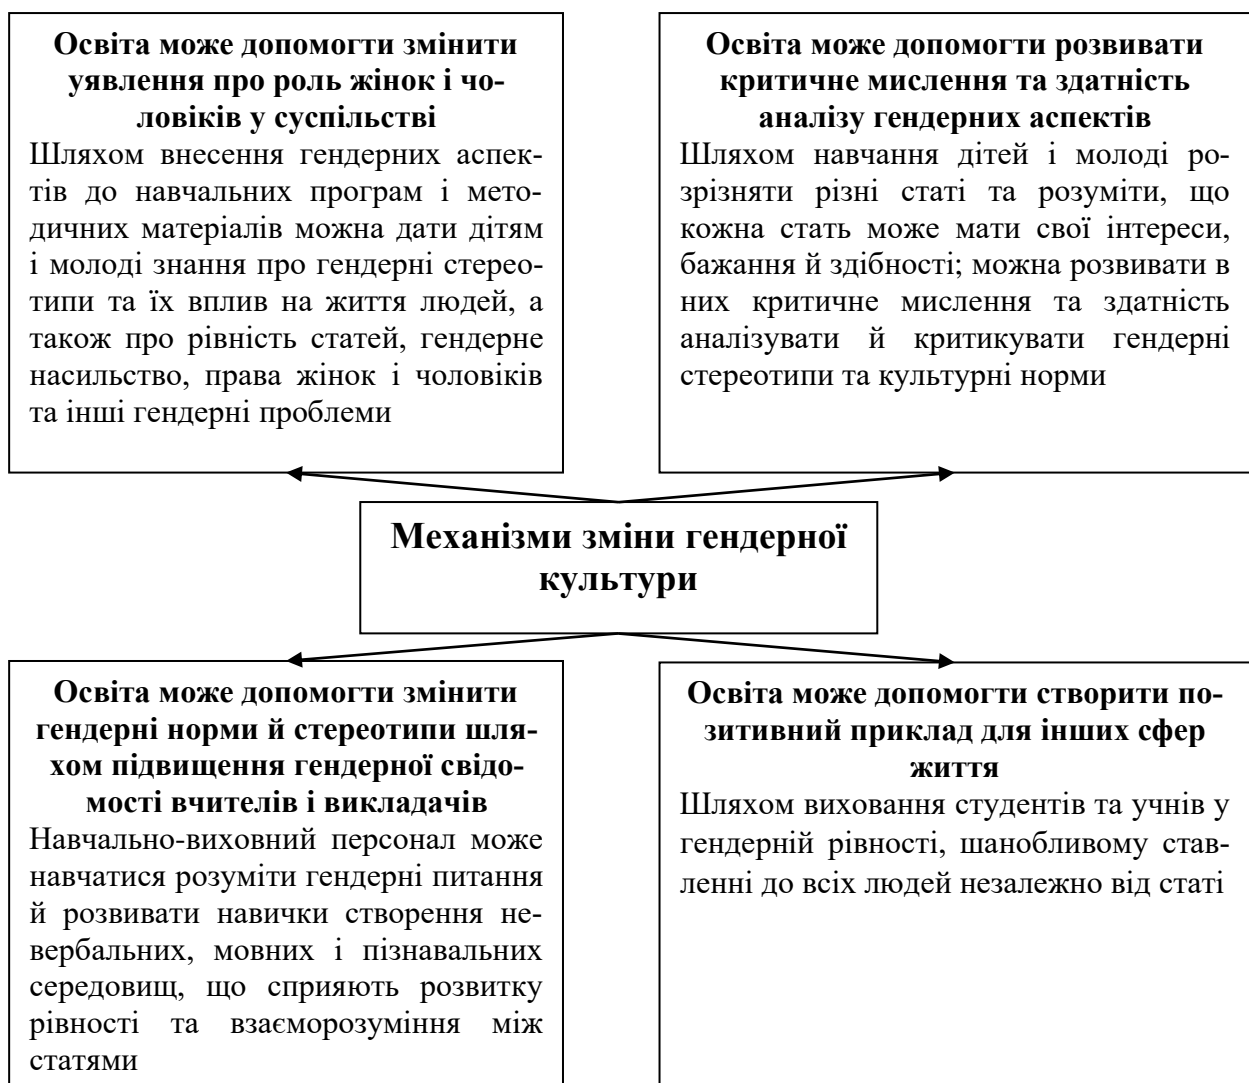 Освіта може допомогти змінити
уявлення про роль жінок і чо-
ловіків у суспільстві
Шляхом внесення гендерних аспек-
тів до навчальних програм і мето-
дичних матеріалів можна дати дітям
і молоді знання про гендерні стерео-
типи та їх вплив на життя людей, а
також про рівність статей, гендерне
насильство, права жінок і чоловіків
та інші гендерні проблеми
Освіта може допомогти розвивати
критичне мислення та здатність
аналізу гендерних аспектів
Шляхом навчання дітей і молоді ро-
зрізняти різні статі та розуміти, що
кожна стать може мати свої інтереси,
бажання й здібності; можна розвивати в
них критичне мислення та здатність
аналізувати й критикувати гендерні
стереотипи та культурні норми
Механізми зміни гендерної
культури
Освіта може допомогти змінити
гендерні норми й стереотипи шля-
хом підвищення гендерної свідо-
мості вчителів і викладачів
Навчально-виховний персонал може
навчатися розуміти гендерні питання
й розвивати навички створення не-
вербальних, мовних і пізнавальних
середовищ, що сприяють розвитку
рівності та взаєморозуміння між
статями
Освіта може допомогти створити по-
зитивний приклад для інших сфер
життя
Шляхом виховання студентів та учнів у
гендерній рівності, шанобливому став-
ленні до всіх людей незалежно від статі